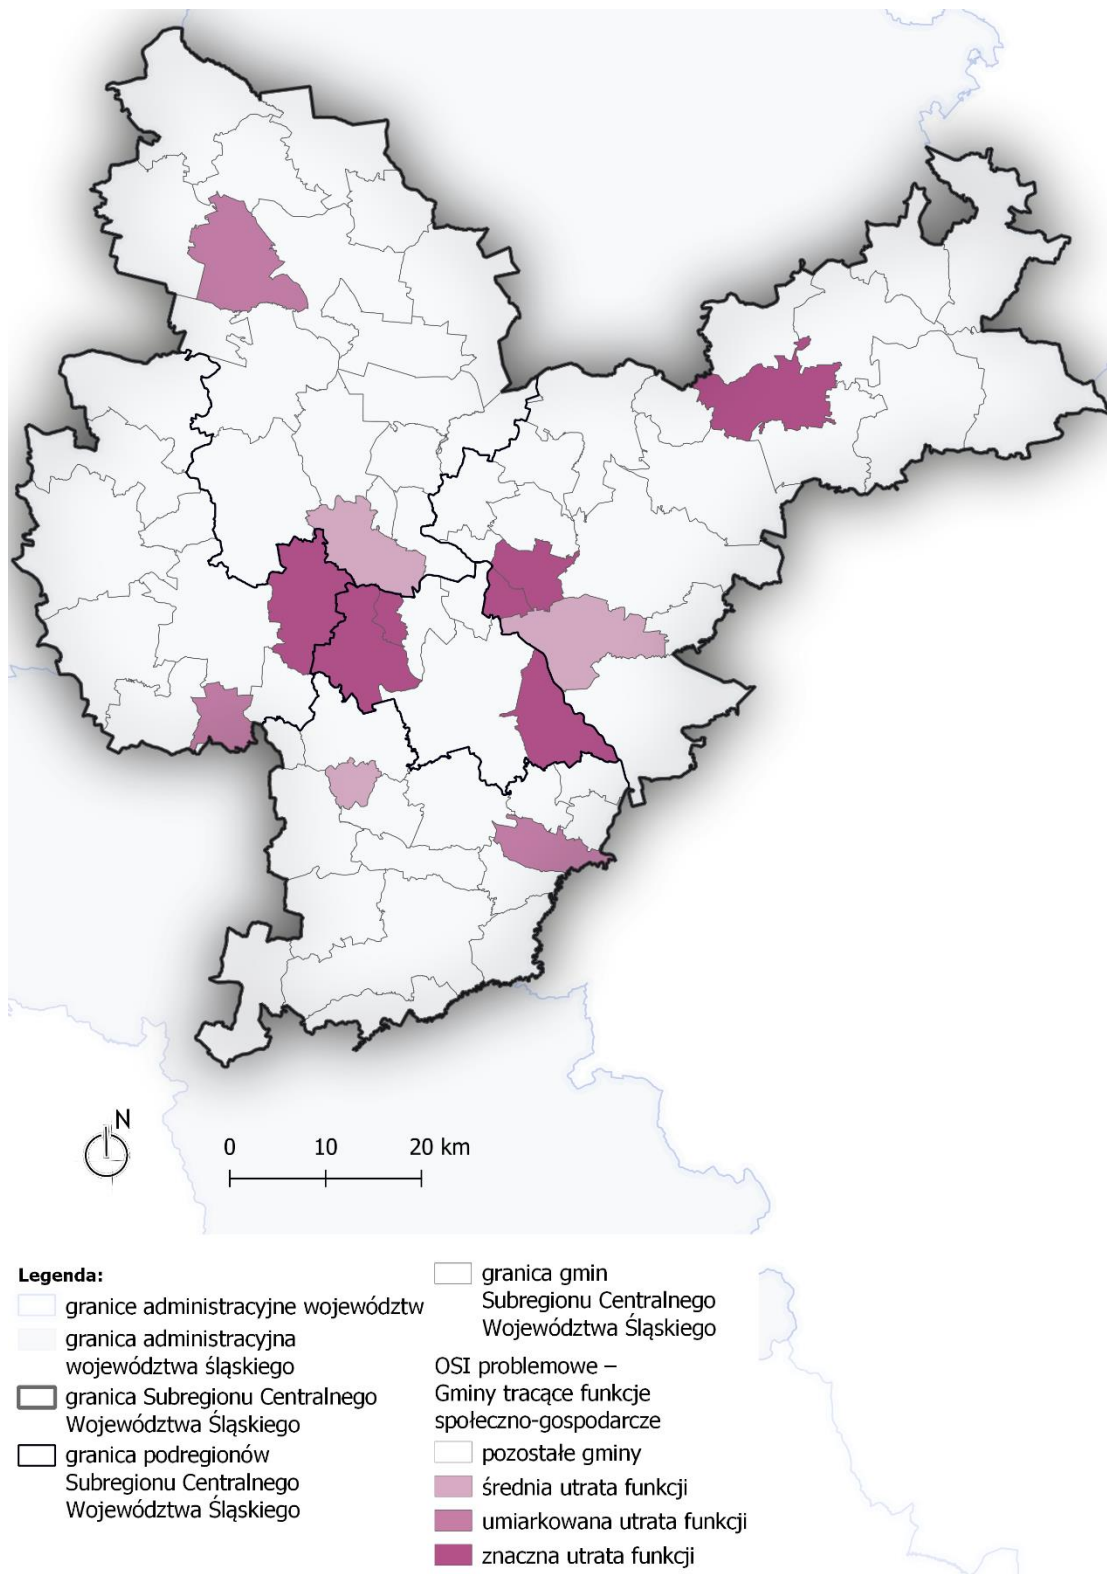 N
0 10 20 km
Legenda:
granice administracyjne województw
granica administracyjna
województwa śląskiego
granica Subregionu Centralnego
Województwa Śląskiego
granica podregionów
Subregionu Centralnego
Województwa Śląskiego
granica gmin
Subregionu Centralnego
Województwa Śląskiego
OSI problemowe –
Gminy tracące funkcje
społeczno-gospodarcze
pozostałe gminy
średnia utrata funkcji
umiarkowana utrata funkcji
znaczna utrata funkcji